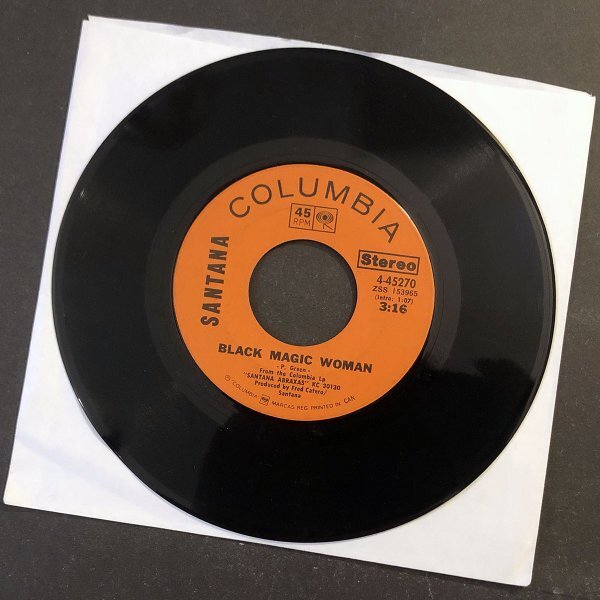 COLUMBIA
45
RPM
SANTANA
Stereo
4-45270
ZSS 153965
(Intro: 1:07)
3:16
BLACK MAGIC WOMAN
- P. Green -
From the Columbia Lp
"SANTANA ABRAXAS" KC 30130
Produced by Fred Catero/
Santana
© COLUMBIA MARCAS REG. PRINTED IN CAN